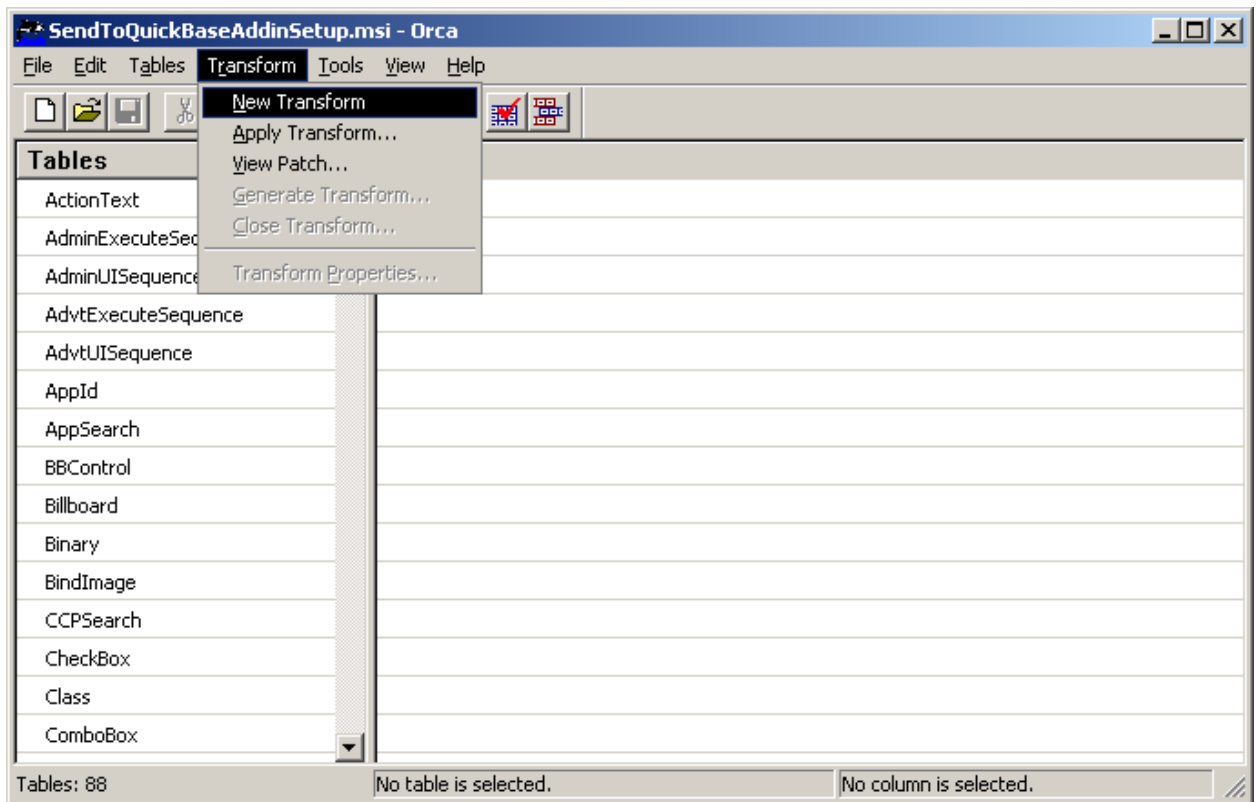 SendToQuickBaseAddinSetup.msi - Orca
File Edit Tables Transform Tools View Help
New Transform
Apply Transform...
View Patch...
Generate Transform...
Close Transform...
Transform Properties...
Tables
ActionText
AdminExecuteSec
AdminUISequence
AdvtExecuteSequence
AdvtUISequence
AppId
AppSearch
BBControl
Billboard
Binary
BindImage
CCPSearch
CheckBox
Class
ComboBox
Tables: 88 No table is selected. No column is selected.